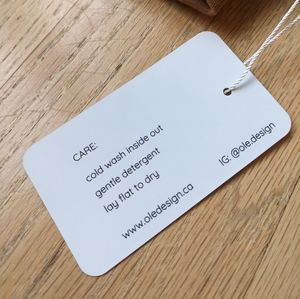 CARE:
cold wash inside out
gentle detergent
lay flat to dry
www.oledesign.ca
IG: @ole.design